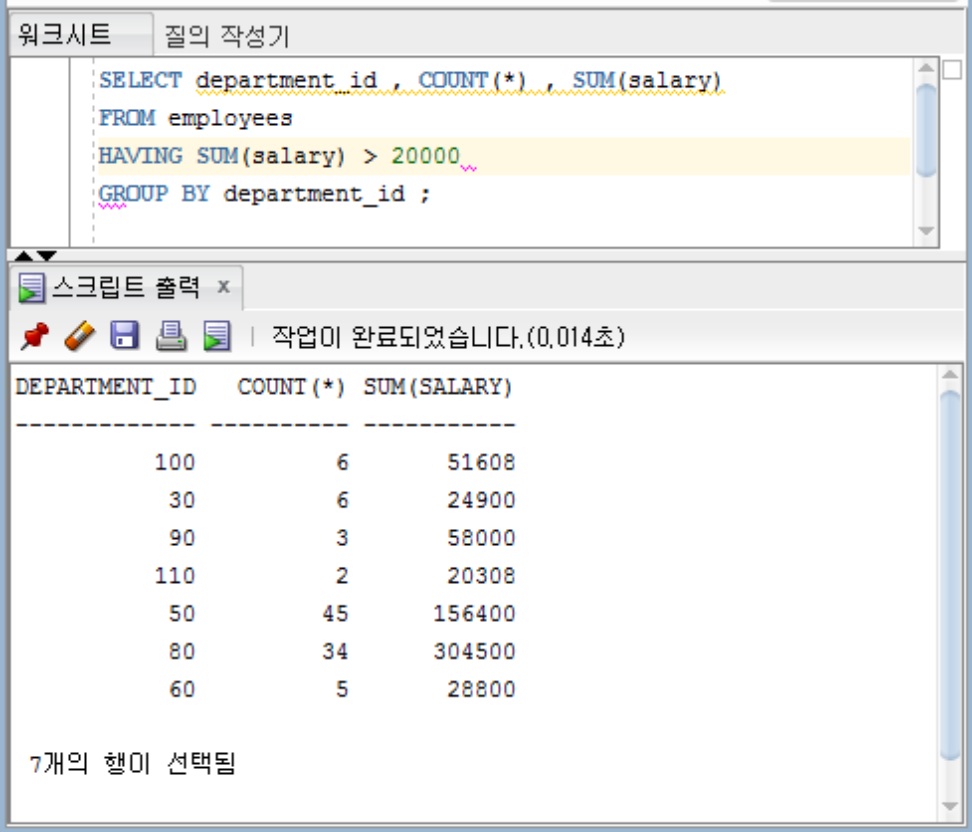 워크시트 질의 작성기
SELECT department_id , COUNT(*) , SUM(salary)
FROM employees
HAVING SUM(salary) > 20000
GROUP BY department_id ;
스크립트 출력 x
작업이 완료되었습니다.(0,014초)
DEPARTMENT_ID COUNT(*) SUM(SALARY)
------------- ---------- -----------
100 6 51608
30 6 24900
90 3 58000
110 2 20308
50 45 156400
80 34 304500
60 5 28800
7개의 행이 선택됨